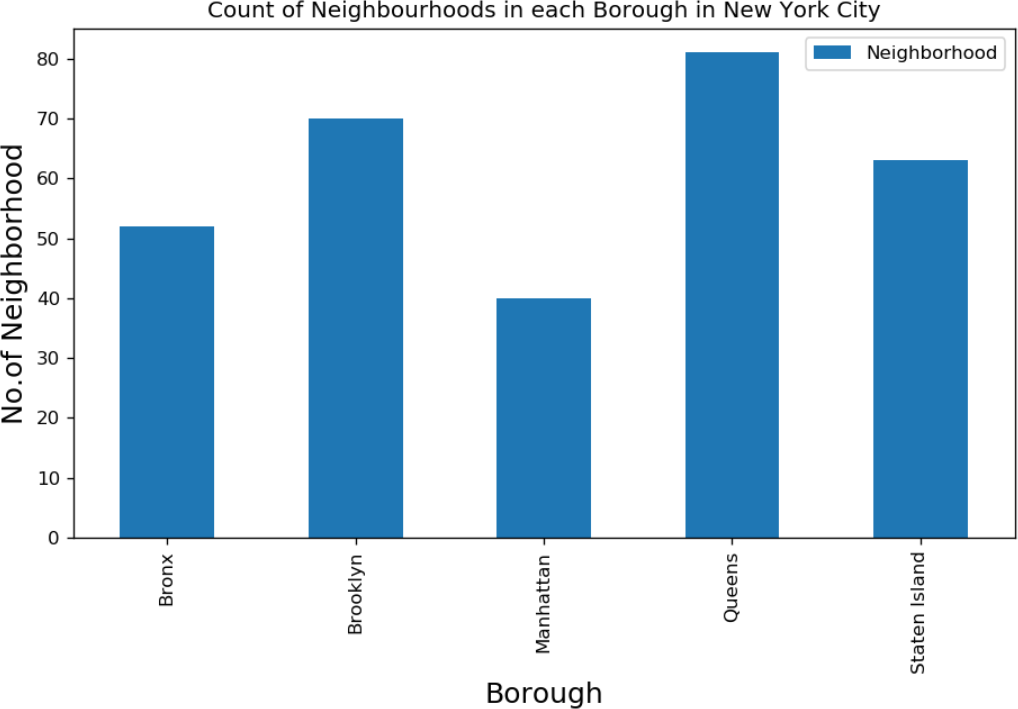 Count of Neighbourhoods in each Borough in New York City
Neighborhood
No.of Neighborhood
80
70
60
50
40
30
20
10
0
Bronx
Brooklyn
Manhattan
Queens
Staten Island
Borough